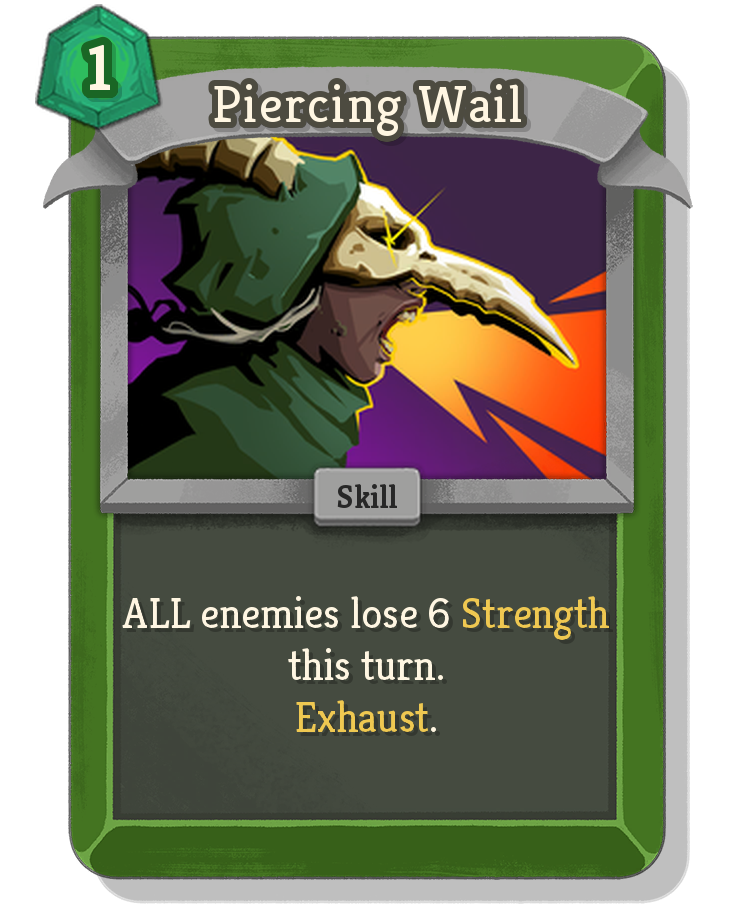 1
Piercing Wail
Skill
ALL enemies lose 6 Strength
this turn.
Exhaust.